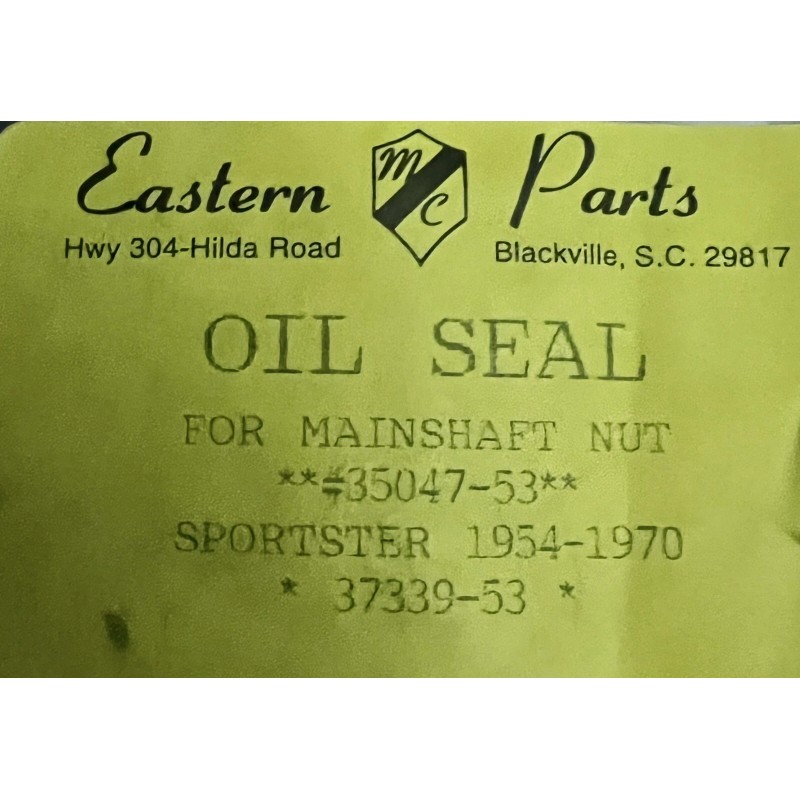 Eastern MC Parts
Hwy 304-Hilda Road Blackville, S.C. 29817
OIL SEAL
FOR MAINSHAFT NUT
**#35047-53**
SPORTSTER 1954-1970
* 37339-53 *